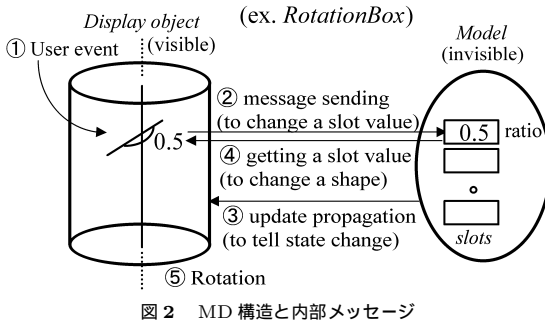 (ex. RotationBox)
Display object
(visible)
Model
(invisible)
① User event
② message sending
(to change a slot value)
0.5
0.5
ratio
④ getting a slot value
(to change a shape)
③ update propagation
(to tell state change)
slots
⑤ Rotation
図 2 MD 構造と内部メッセージ